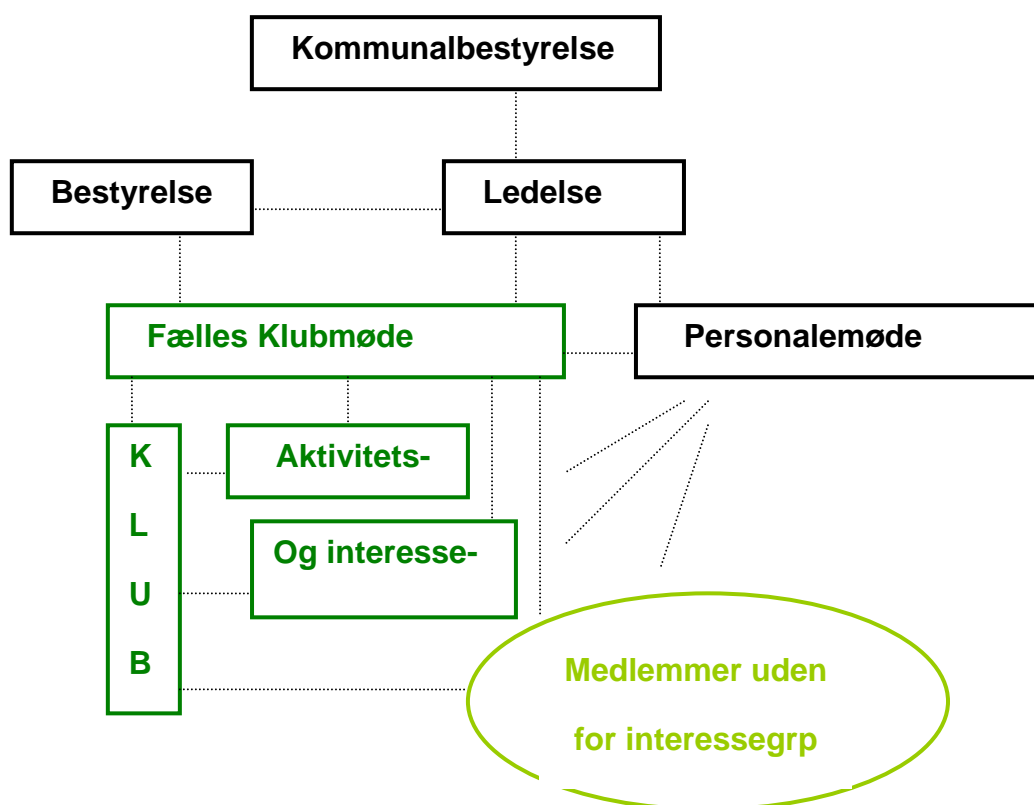 Kommunalbestyrelse
Bestyrelse
Ledelse
Fælles Klubmøde
Personalemøde
K
L
U
B
Aktivitets-
Og interesse-
Medlemmer uden
for interessegrp